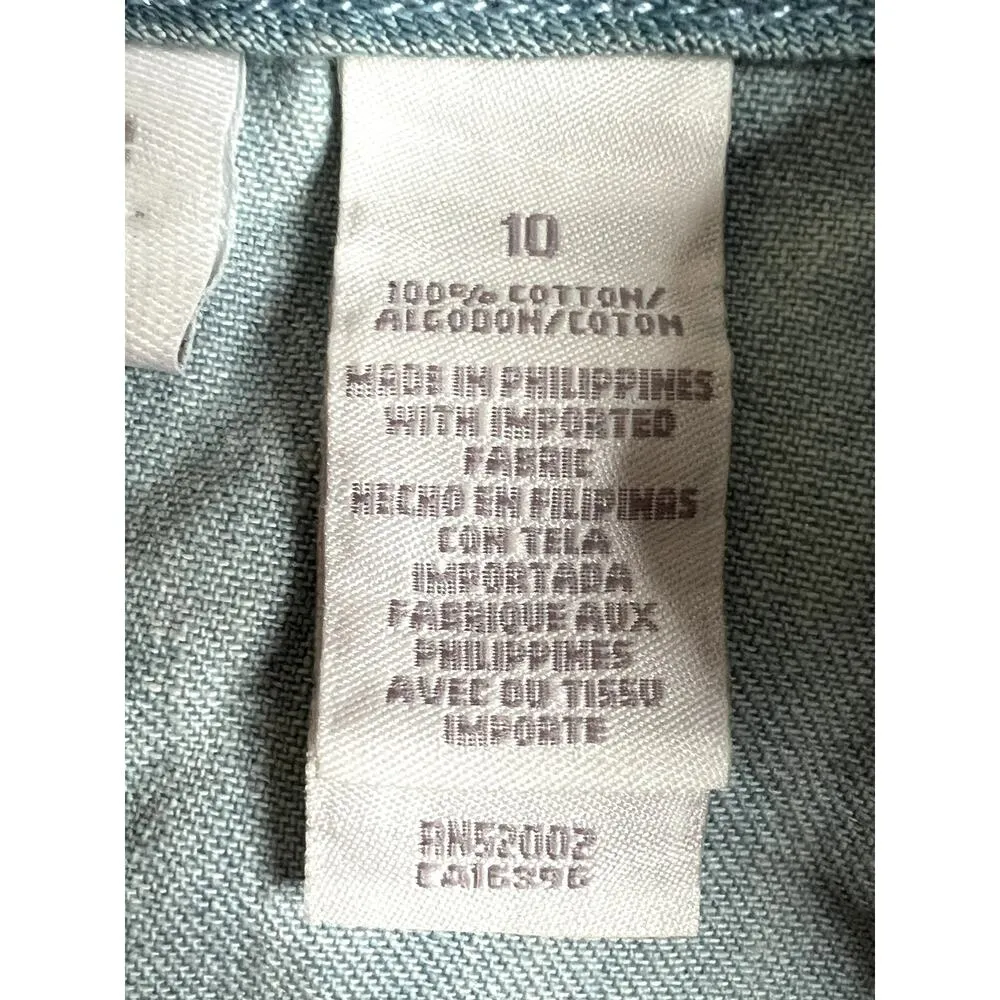 10
100% COTTON/
ALGODON/COTON
MADE IN PHILIPPINES
WITH IMPORTED
FABRIC
HECHO EN FILIPINAS
CON TELA
IMPORTADA
FABRIQUE AUX
PHILIPPINES
AVEC DU TISSU
IMPORTE
RN52002
CA16396